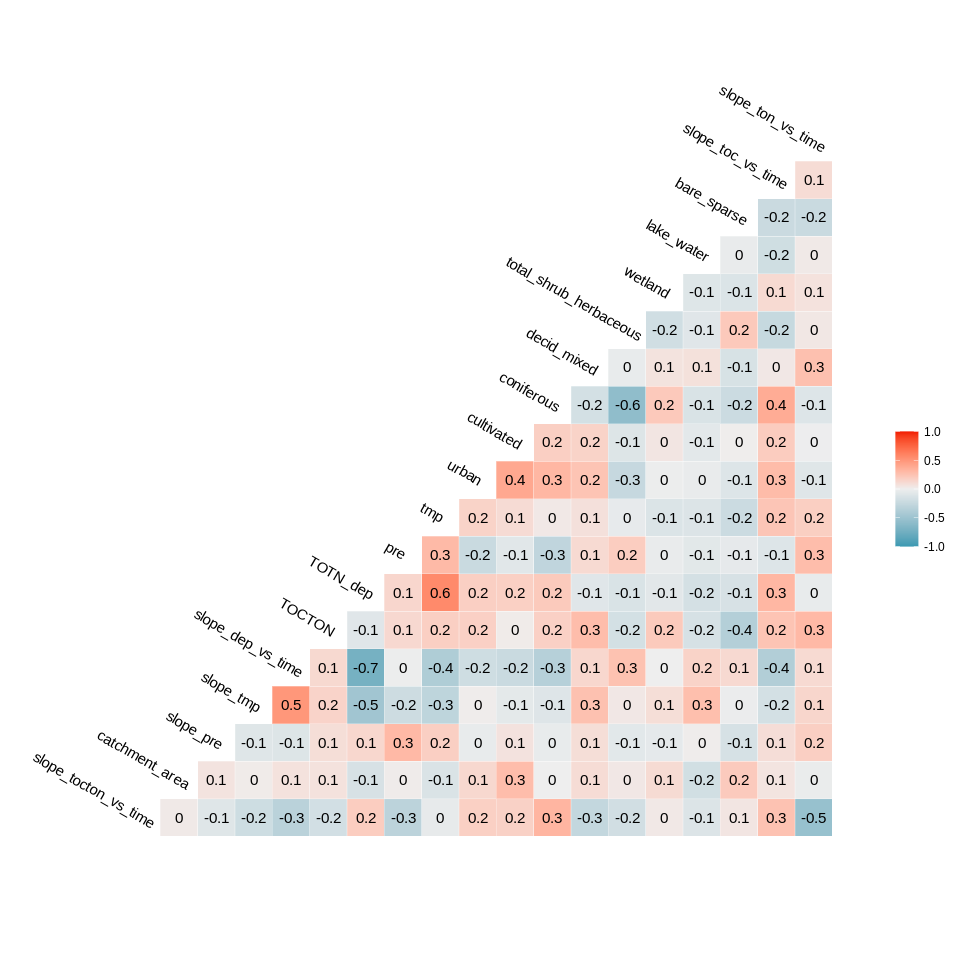 slope_ton_vs_time
slope_toc_vs_time 0.1
bare_sparse -0.2 -0.2
lake_water 0 -0.2 0
wetland -0.1 -0.1 0.1 0.1
total_shrub_herbaceous -0.2 -0.1 0.2 -0.2 0
decid_mixed 0 0.1 0.1 -0.1 0 0.3
coniferous -0.2 -0.6 0.2 -0.1 -0.2 0.4 -0.1
cultivated 0.2 0.2 -0.1 0 -0.1 0 0.2 0
urban 0.4 0.3 0.2 -0.3 0 0 -0.1 0.3 -0.1
tmp 0.2 0.1 0 0.1 0 -0.1 -0.1 -0.2 0.2 0.2
pre 0.3 -0.2 -0.1 -0.3 0.1 0.2 0 -0.1 -0.1 -0.1 0.3
TOTN_dep 0.1 0.6 0.2 0.2 0.2 -0.1 -0.1 -0.1 -0.2 -0.1 0.3 0
TOCTON -0.1 0.1 0.2 0.2 0 0.2 0.3 -0.2 0.2 -0.2 -0.4 0.2 0.3
slope_dep_vs_time 0.1 -0.7 0 -0.4 -0.2 -0.2 -0.3 0.1 0.3 0 0.2 0.1 -0.4 0.1
slope_tmp 0.5 0.2 -0.5 -0.2 -0.3 0 -0.1 -0.1 0.3 0 0.1 0.3 0 -0.2 0.1
slope_pre -0.1 -0.1 0.1 0.1 0.3 0.2 0 0.1 0 0.1 -0.1 -0.1 0 -0.1 0.1 0.2
catchment_area 0.1 0 0.1 0.1 -0.1 0 -0.1 0.1 0.3 0 0.1 0 0.1 -0.2 0.2 0.1 0
slope_tocton_vs_time 0 -0.1 -0.2 -0.3 -0.2 0.2 -0.3 0 0.2 0.2 0.3 -0.3 -0.2 0 -0.1 0.1 0.3 -0.5
1.0
0.5
0.0
-0.5
-1.0